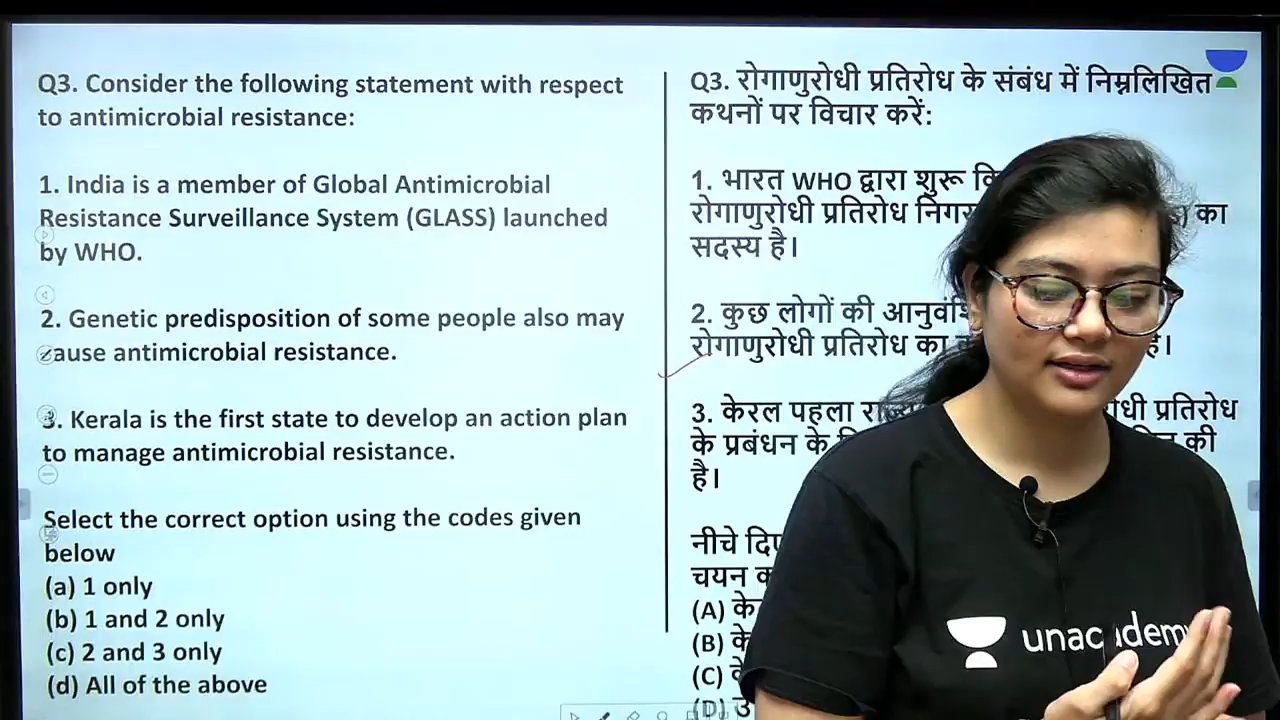 Q3. Consider the following statement with respect
to antimicrobial resistance:
1. India is a member of Global Antimicrobial
Resistance Surveillance System (GLASS) launched
by WHO.
2. Genetic predisposition of some people also may
cause antimicrobial resistance.
3. Kerala is the first state to develop an action plan
to manage antimicrobial resistance.
Select the correct option using the codes given
below
(a) 1 only
(b) 1 and 2 only
(c) 2 and 3 only
(d) All of the above
Q3. रोगाणुरोधी प्रतिरोध के संबंध में निम्नलिखित
कथनों पर विचार करें:
1. भारत WHO द्वारा शुरू
रोगाणुरोधी प्रतिरोध का
सदस्य है।
2. कुछ लोगों की
रोगाणुरोधी प्रतिरोध का है।
3. केरल पहला प्रतिरोध
के प्रबंधन के की
है।
नीचे
चयन
(A)
(B)
(C)
(D)
unacademy